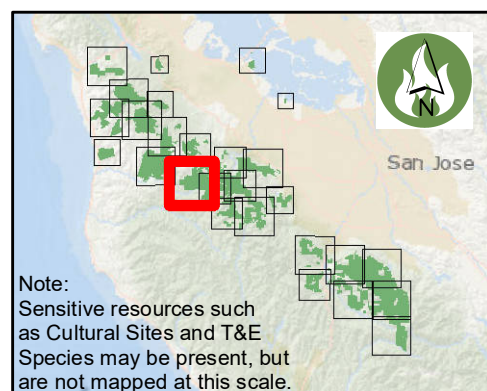 N
San Jose
Note:
Sensitive resources such
as Cultural Sites and T&E
Species may be present, but
are not mapped at this scale.